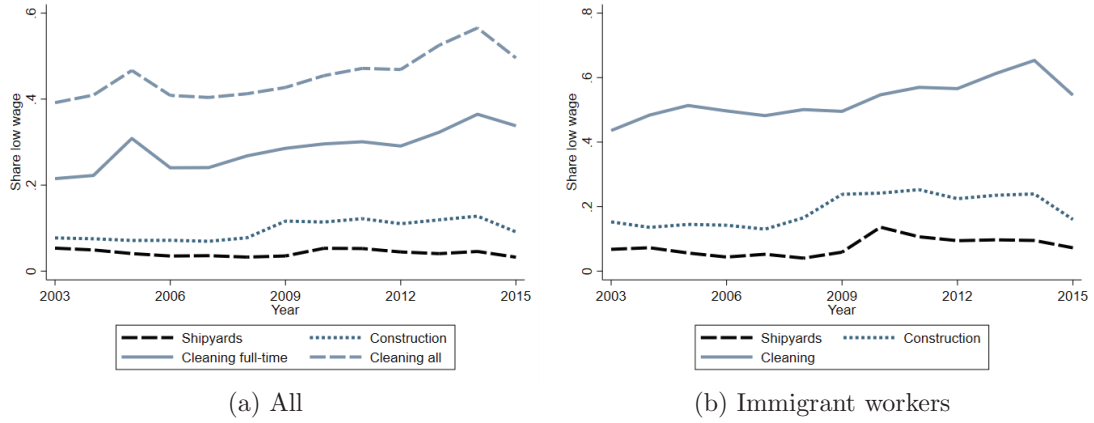 Share low wage
.6
.4
.2
0
2003 2006 2009 2012 2015
Year
Shipyards Construction
Cleaning full-time Cleaning all
(a) All
Share low wage
.8
.6
.4
.2
0
2003 2006 2009 2012 2015
Year
Shipyards Construction
Cleaning
(b) Immigrant workers